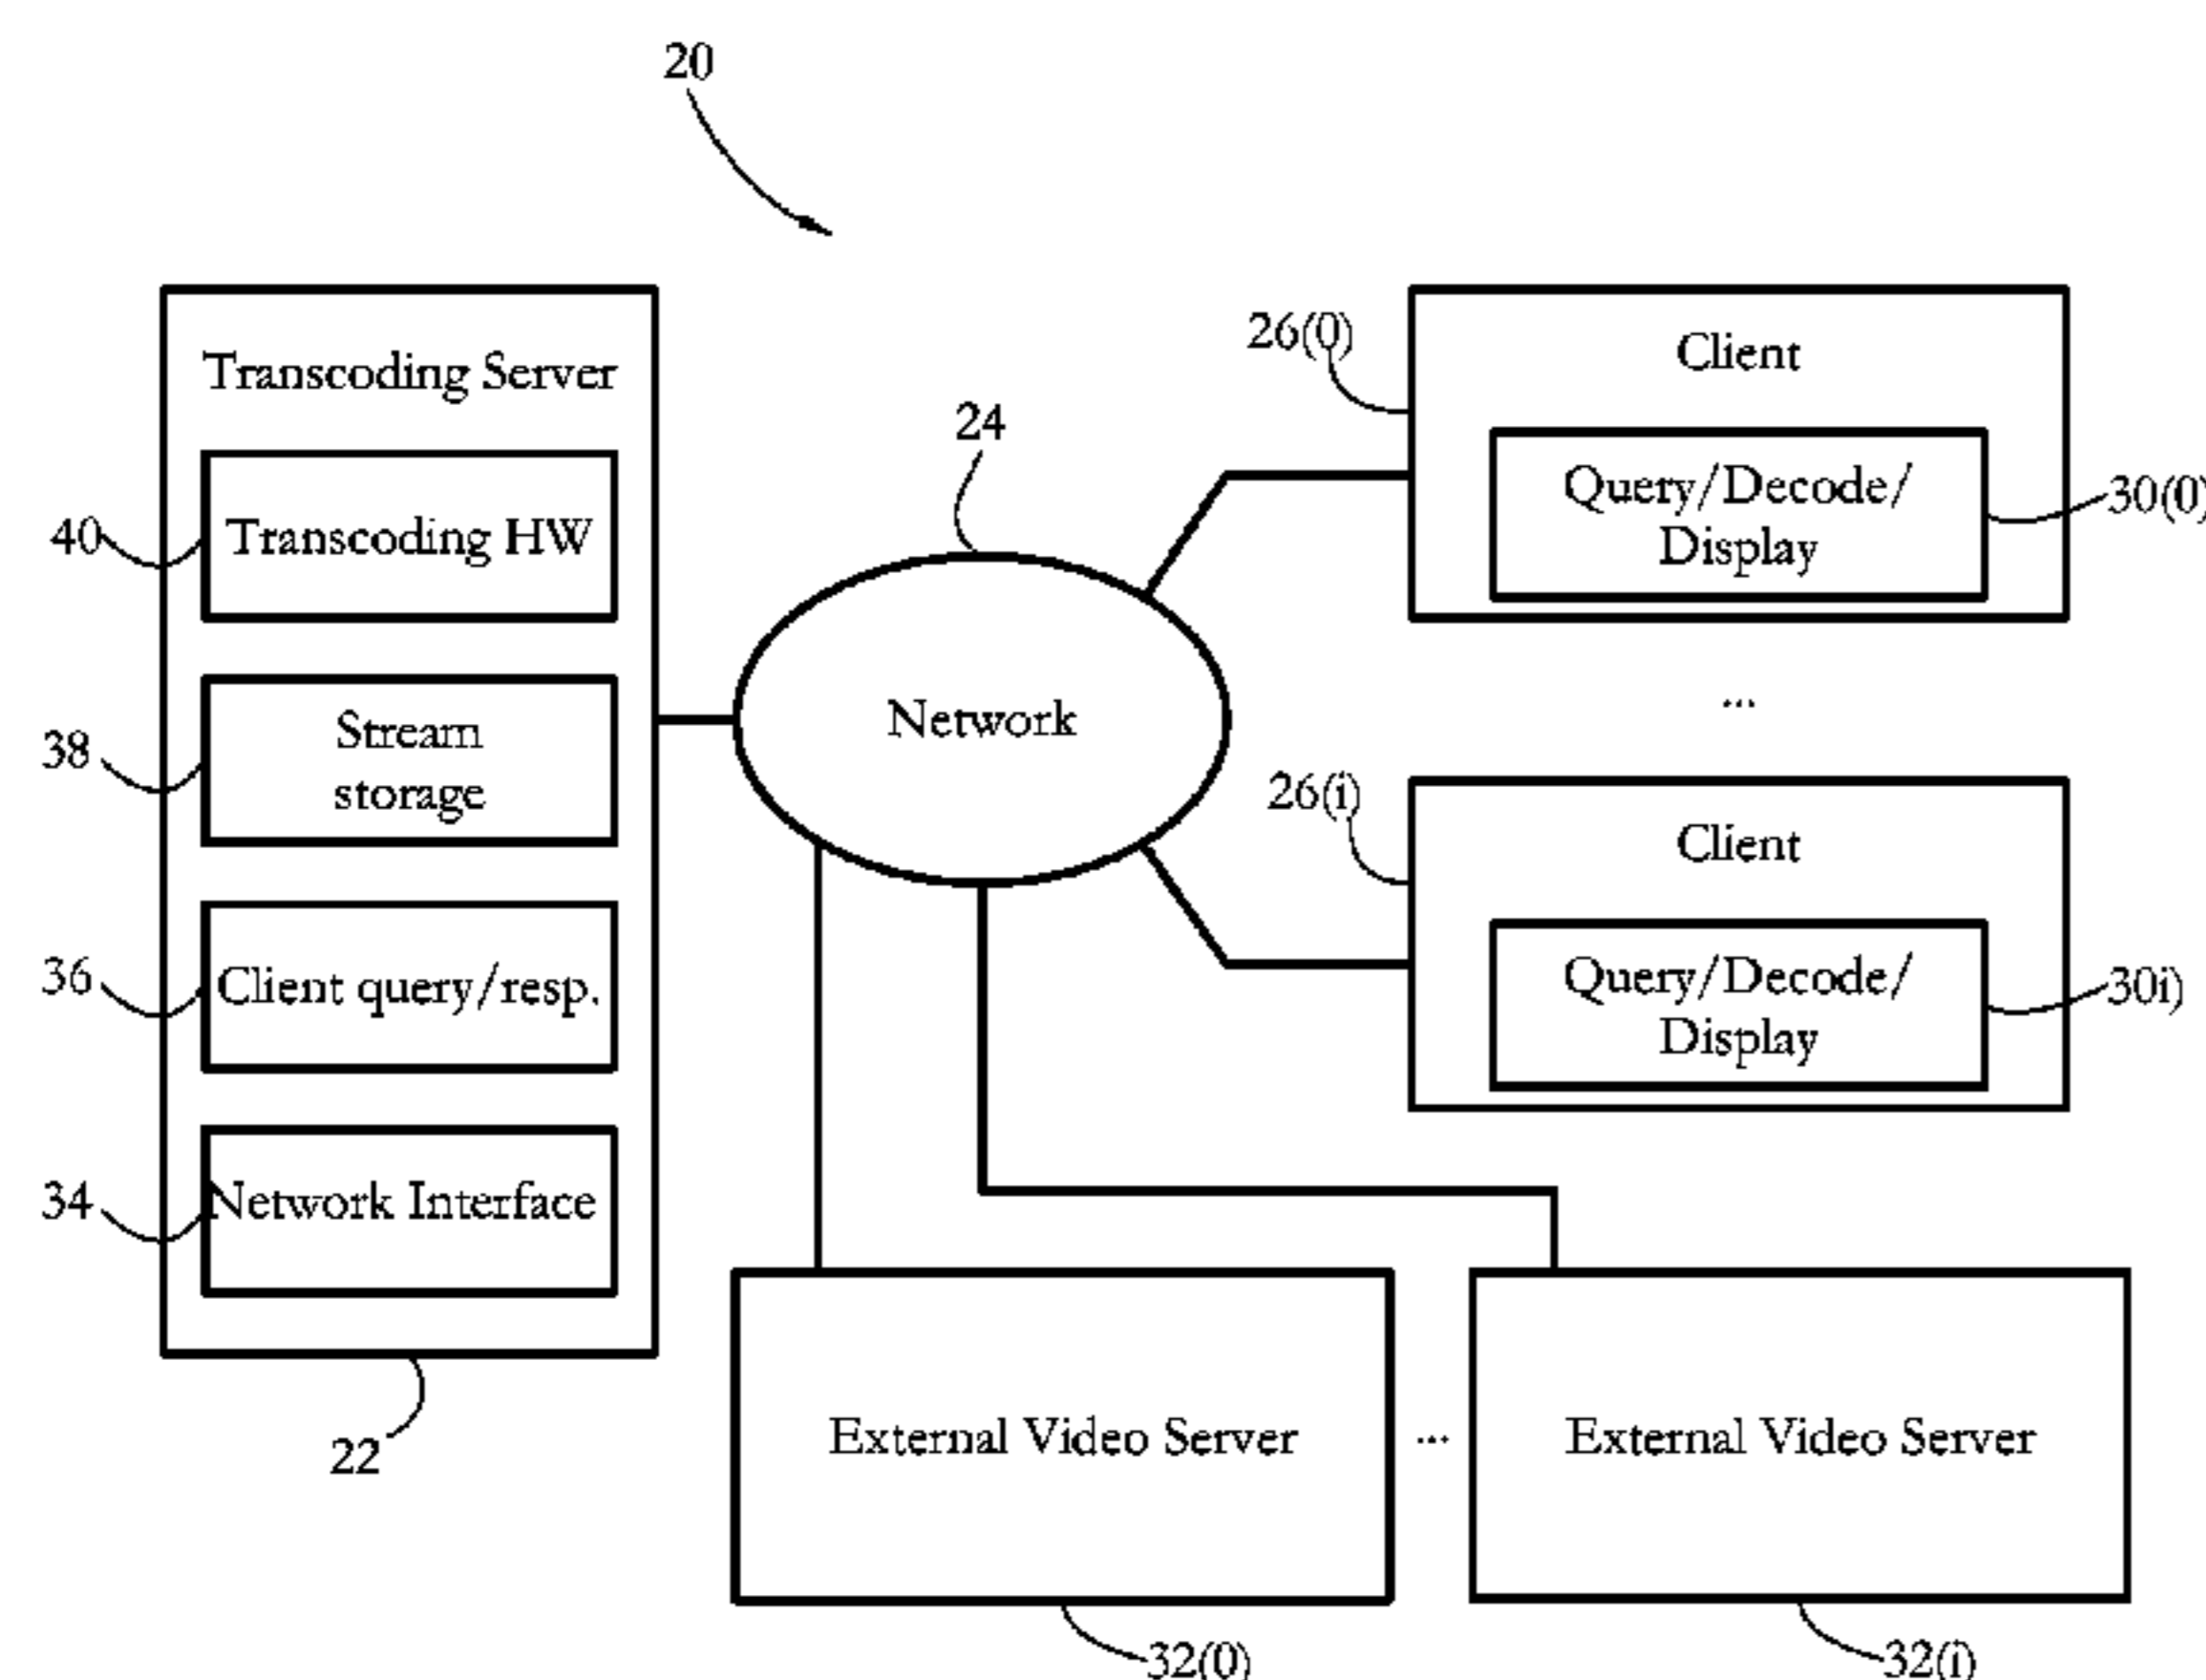 20
Transcoding Server
40
Transcoding HW
38
Stream
storage
36
Client query/resp.
34
Network Interface
22
24
Network
26(0)
Client
Query/Decode/
Display
30(0)
...
26(i)
Client
Query/Decode/
Display
30i)
External Video Server
...
External Video Server
32(0)
32(i)